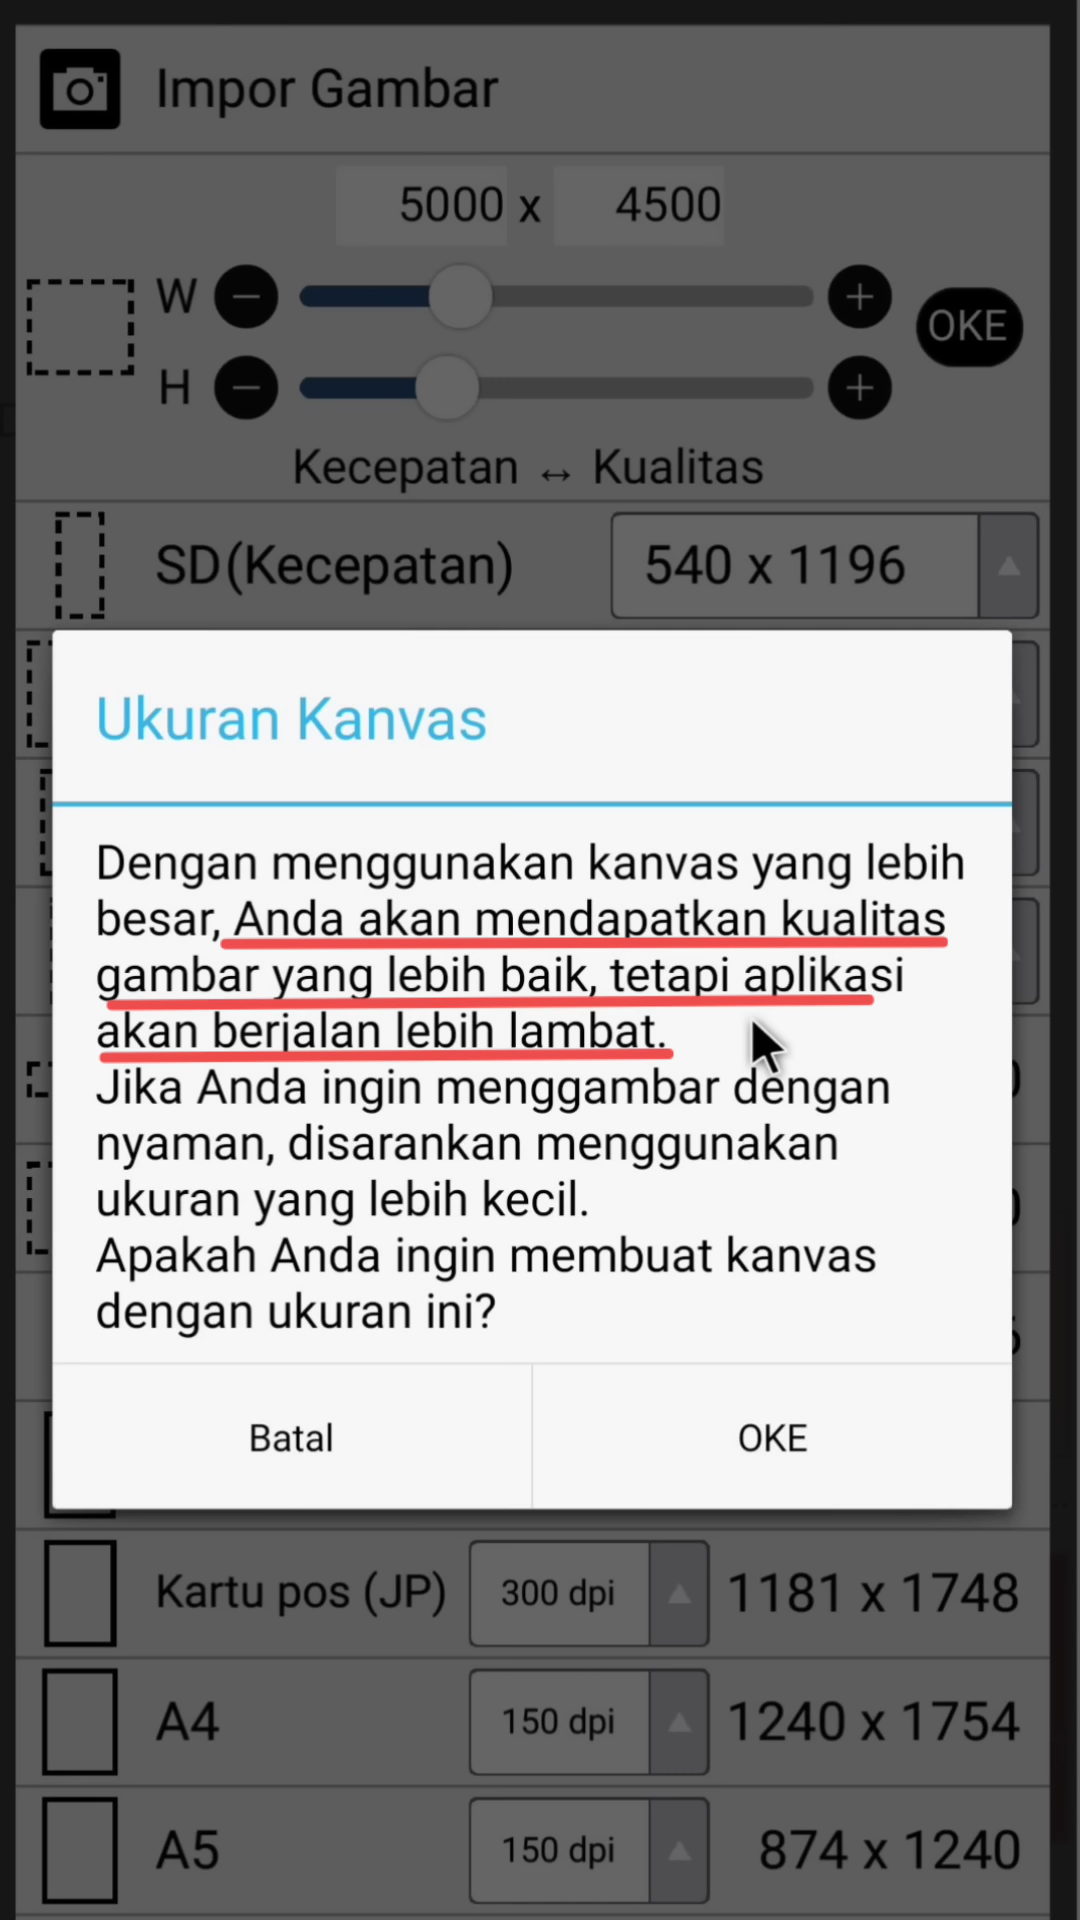 Impor Gambar
5000 x 4500
W
OKE
H
Kecepatan ↔ Kualitas
SD(Kecepatan) 540 x 1196
Ukuran Kanvas
Dengan menggunakan kanvas yang lebih
besar, Anda akan mendapatkan kualitas
gambar yang lebih baik, tetapi aplikasi
akan berjalan lebih lambat.
Jika Anda ingin menggambar dengan
nyaman, disarankan menggunakan
ukuran yang lebih kecil.
Apakah Anda ingin membuat kanvas
dengan ukuran ini?
Batal OKE
Kartu pos (JP) 300 dpi 1181 x 1748
A4 150 dpi 1240 x 1754
A5 150 dpi 874 x 1240